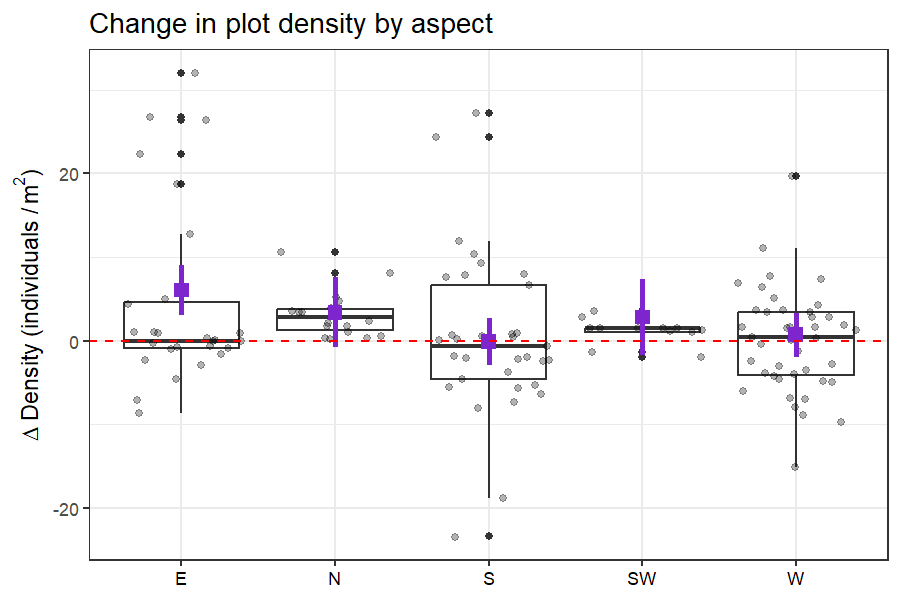 Change in plot density by aspect
Δ Density (individuals / m²)
20
0
-20
E N S SW W